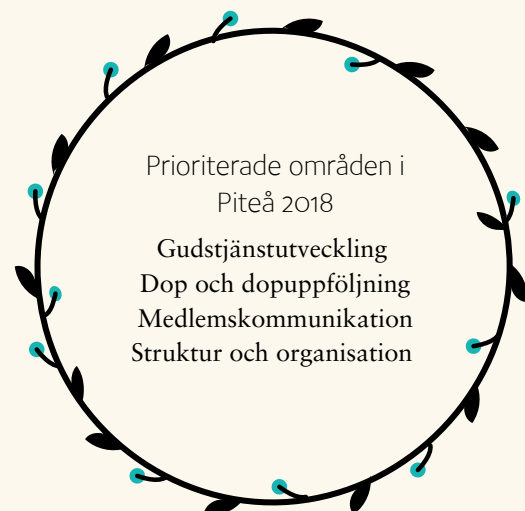 Prioriterade områden i
Piteå 2018
Gudstjänstutveckling
Dop och dopuppföljning
Medlemskommunikation
Struktur och organisation